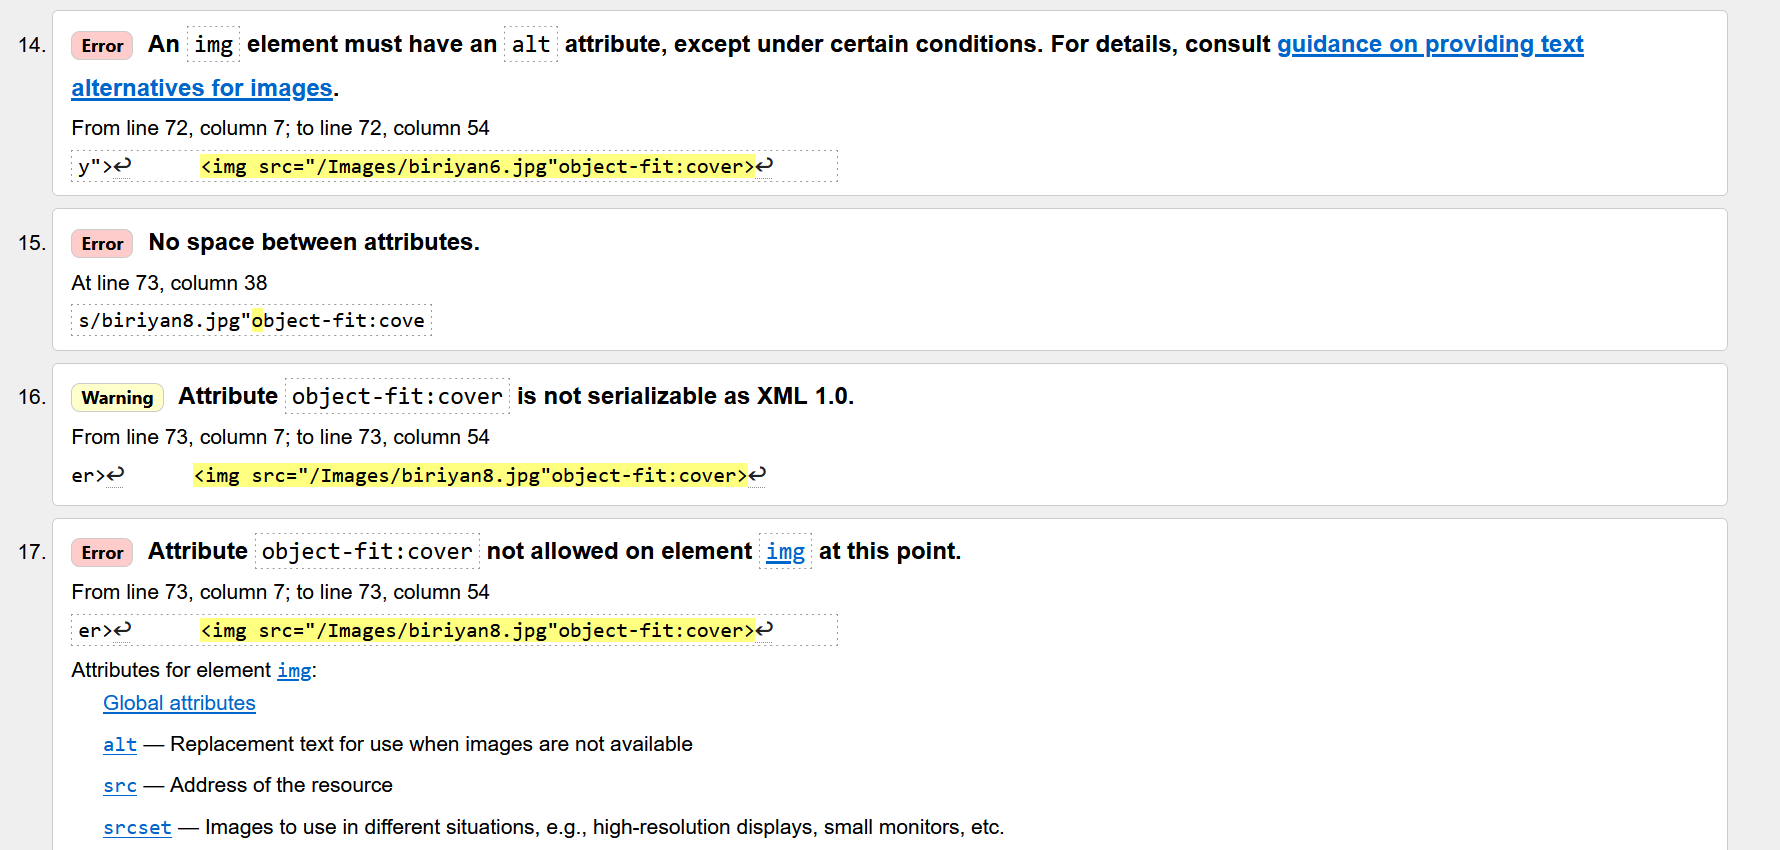 14. Error An img element must have an alt attribute, except under certain conditions. For details, consult guidance on providing text
alternatives for images.
From line 72, column 7; to line 72, column 54
y">↩ <img src="/Images/biriyan6.jpg"object-fit:cover>↩
15. Error No space between attributes.
At line 73, column 38
s/biriyan8.jpg"object-fit:cove
16. Warning Attribute object-fit:cover is not serializable as XML 1.0.
From line 73, column 7; to line 73, column 54
er>↩ <img src="/Images/biriyan8.jpg"object-fit:cover>↩
17. Error Attribute object-fit:cover not allowed on element img at this point.
From line 73, column 7; to line 73, column 54
er>↩ <img src="/Images/biriyan8.jpg"object-fit:cover>↩
Attributes for element img:
Global attributes
alt — Replacement text for use when images are not available
src — Address of the resource
srcset — Images to use in different situations, e.g., high-resolution displays, small monitors, etc.